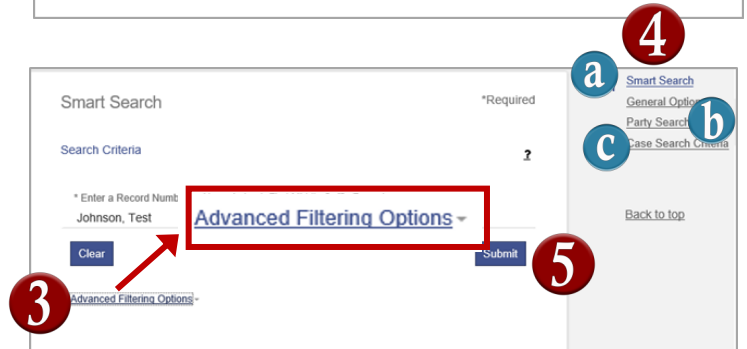 4
a
Smart Search
General Option
b
Party Search
c
Case Search Criteria
Back to top
Smart Search
*Required
Search Criteria
?
* Enter a Record Numb
Johnson, Test
Advanced Filtering Options
Clear
Submit
5
3
Advanced Filtering Options